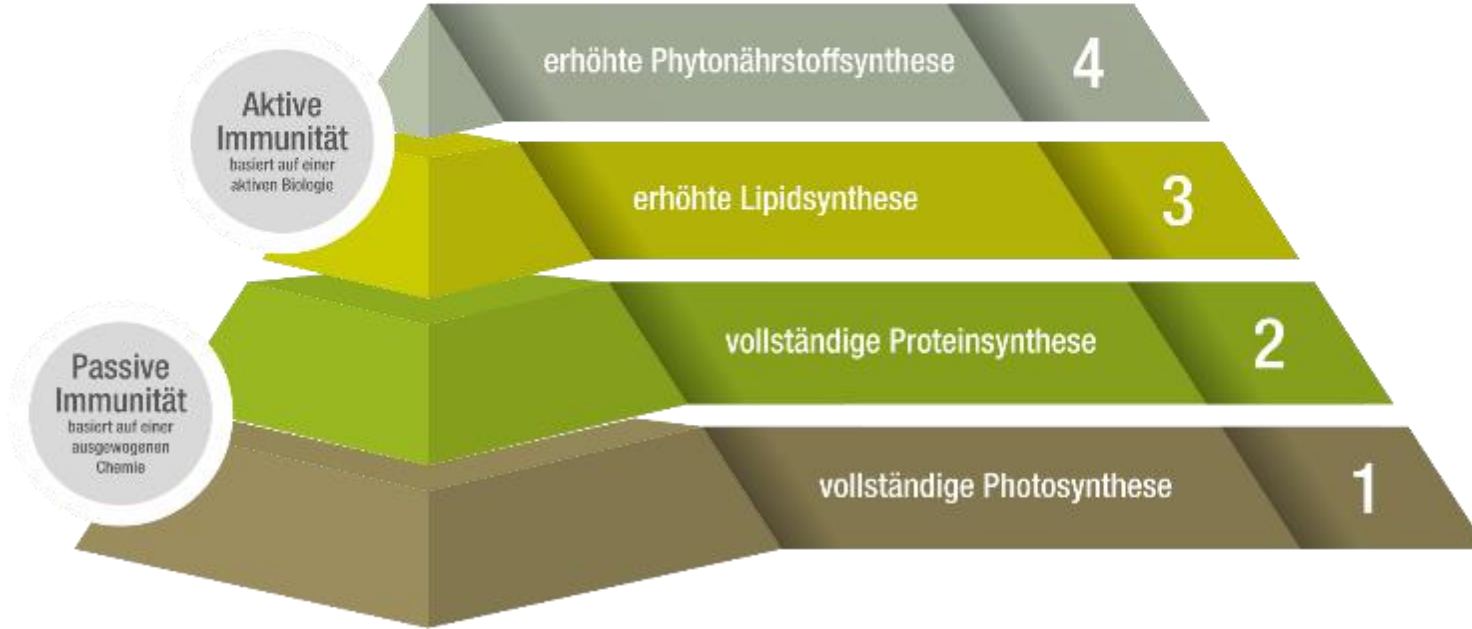 erhöhte Phytonährstoffsynthese 4
Aktive
Immunität
basiert auf einer
aktiven Biologie
erhöhte Lipidsynthese 3
vollständige Proteinsynthese 2
Passive
Immunität
basiert auf einer
ausgewogenen
Chemie
vollständige Photosynthese 1